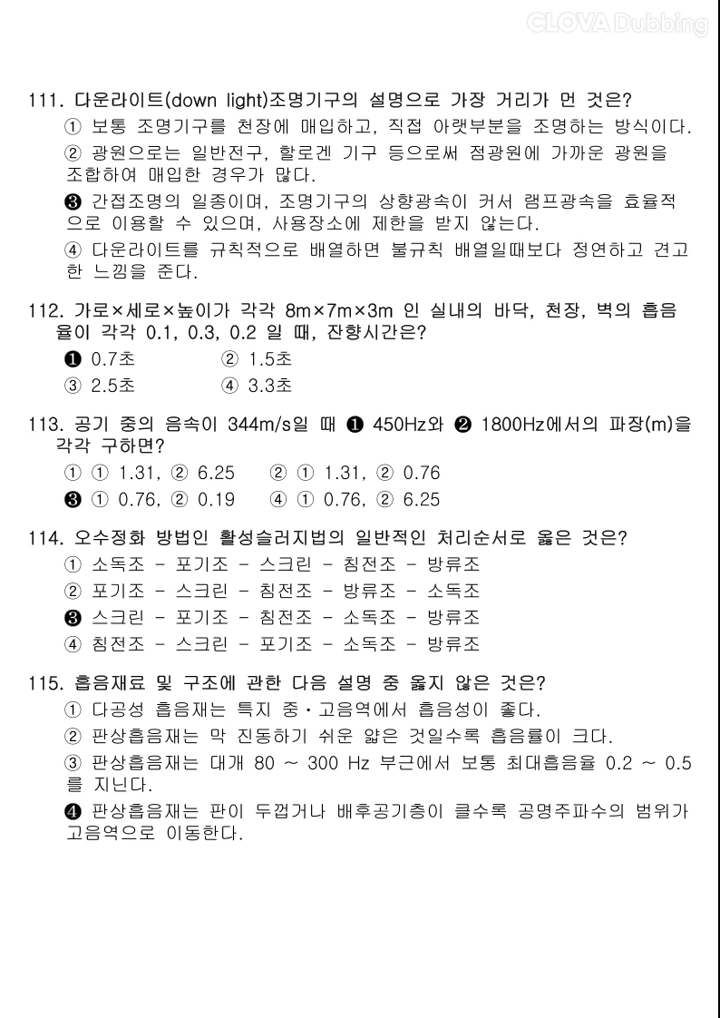 CLOVA Dubbing
111. 다운라이트(down light)조명기구의 설명으로 가장 거리가 먼 것은?
① 보통 조명기구를 천장에 매입하고, 직접 아랫부분을 조명하는 방식이다.
② 광원으로는 일반전구, 할로겐 기구 등으로써 점광원에 가까운 광원을
조합하여 매입한 경우가 많다.
❸ 간접조명의 일종이며, 조명기구의 상향광속이 커서 램프광속을 효율적
으로 이용할 수 있으며, 사용장소에 제한을 받지 않는다.
④ 다운라이트를 규칙적으로 배열하면 불규칙 배열일때보다 정연하고 견고
한 느낌을 준다.
112. 가로×세로×높이가 각각 8m×7m×3m 인 실내의 바닥, 천장, 벽의 흡음
율이 각각 0.1, 0.3, 0.2 일 때, 잔향시간은?
❶ 0.7초 ② 1.5초
③ 2.5초 ④ 3.3초
113. 공기 중의 음속이 344m/s일 때 ❶ 450Hz와 ❷ 1800Hz에서의 파장(m)을
각각 구하면?
① ① 1.31, ② 6.25 ② ① 1.31, ② 0.76
❸ ① 0.76, ② 0.19 ④ ① 0.76, ② 6.25
114. 오수정화 방법인 활성슬러지법의 일반적인 처리순서로 옳은 것은?
① 소독조 - 포기조 - 스크린 - 침전조 - 방류조
② 포기조 - 스크린 - 침전조 - 방류조 - 소독조
❸ 스크린 - 포기조 - 침전조 - 소독조 - 방류조
④ 침전조 - 스크린 - 포기조 - 소독조 - 방류조
115. 흡음재료 및 구조에 관한 다음 설명 중 옳지 않은 것은?
① 다공성 흡음재는 특지 중·고음역에서 흡음성이 좋다.
② 판상흡음재는 막 진동하기 쉬운 얇은 것일수록 흡음률이 크다.
③ 판상흡음재는 대개 80 ~ 300 Hz 부근에서 보통 최대흡음율 0.2 ~ 0.5
를 지닌다.
❹ 판상흡음재는 판이 두껍거나 배후공기층이 클수록 공명주파수의 범위가
고음역으로 이동한다.